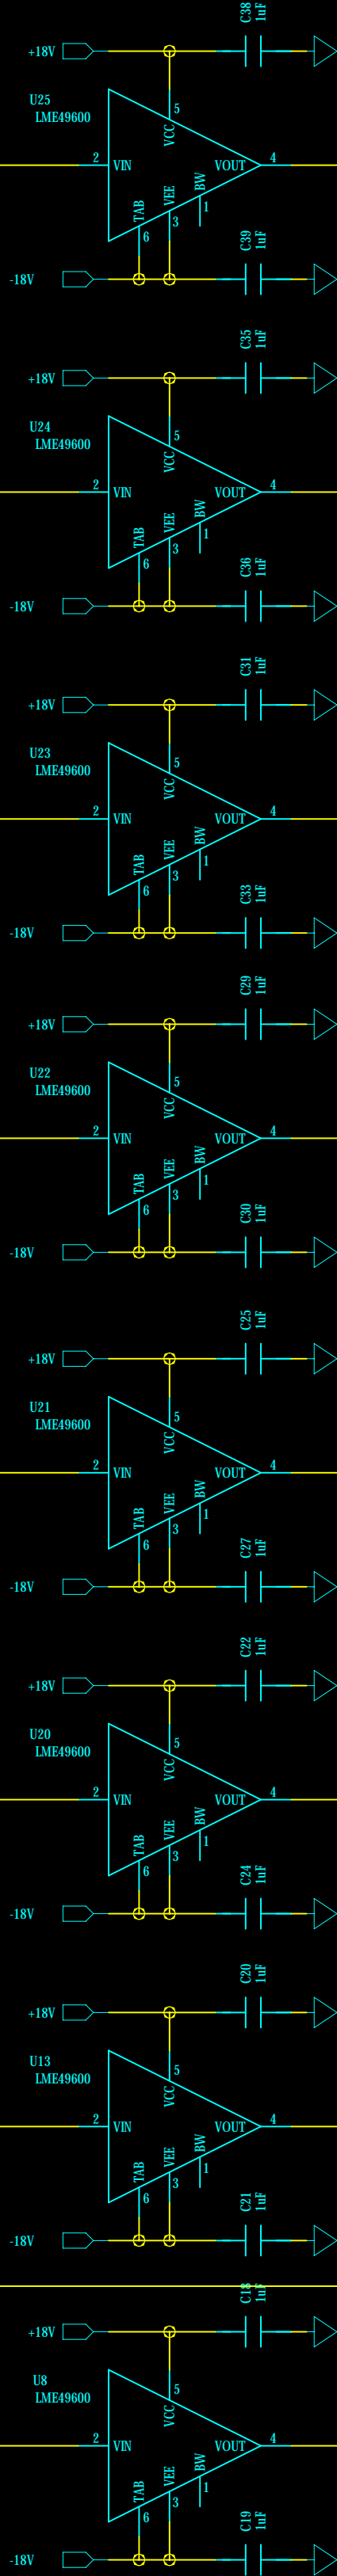 C38
1uF
+18V
U25
LME49600
5
VCC
2
VIN
VOUT
4
BW
1
VEE
3
TAB
6
C39
1uF
-18V
C35
1uF
+18V
U24
LME49600
5
VCC
2
VIN
VOUT
4
BW
1
VEE
3
TAB
6
C36
1uF
-18V
C31
1uF
+18V
U23
LME49600
5
VCC
2
VIN
VOUT
4
BW
1
VEE
3
TAB
6
C33
1uF
-18V
C29
1uF
+18V
U22
LME49600
5
VCC
2
VIN
VOUT
4
BW
1
VEE
3
TAB
6
C30
1uF
-18V
C25
1uF
+18V
U21
LME49600
5
VCC
2
VIN
VOUT
4
BW
1
VEE
3
TAB
6
C27
1uF
-18V
C22
1uF
+18V
U20
LME49600
5
VCC
2
VIN
VOUT
4
BW
1
VEE
3
TAB
6
C24
1uF
-18V
C20
1uF
+18V
U13
LME49600
5
VCC
2
VIN
VOUT
4
BW
1
VEE
3
TAB
6
C21
1uF
-18V
C18
1uF
+18V
U8
LME49600
5
VCC
2
VIN
VOUT
4
BW
1
VEE
3
TAB
6
C19
1uF
-18V